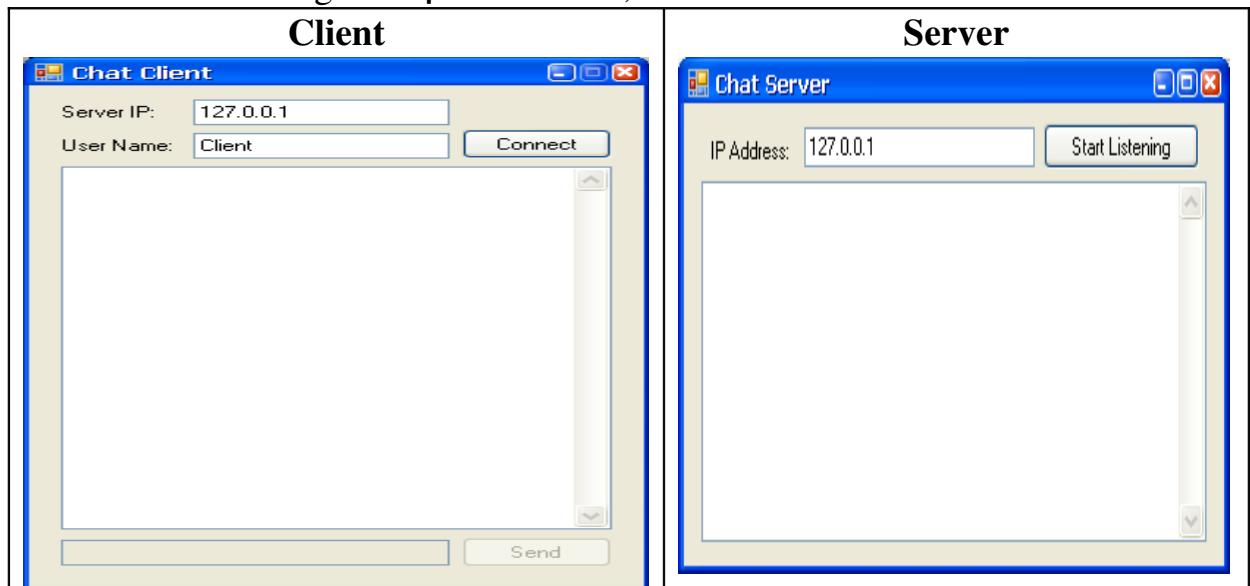 Client
Chat Client
Server IP: 127.0.0.1
User Name: Client Connect
Send
Server
Chat Server
IP Address: 127.0.0.1 Start Listening